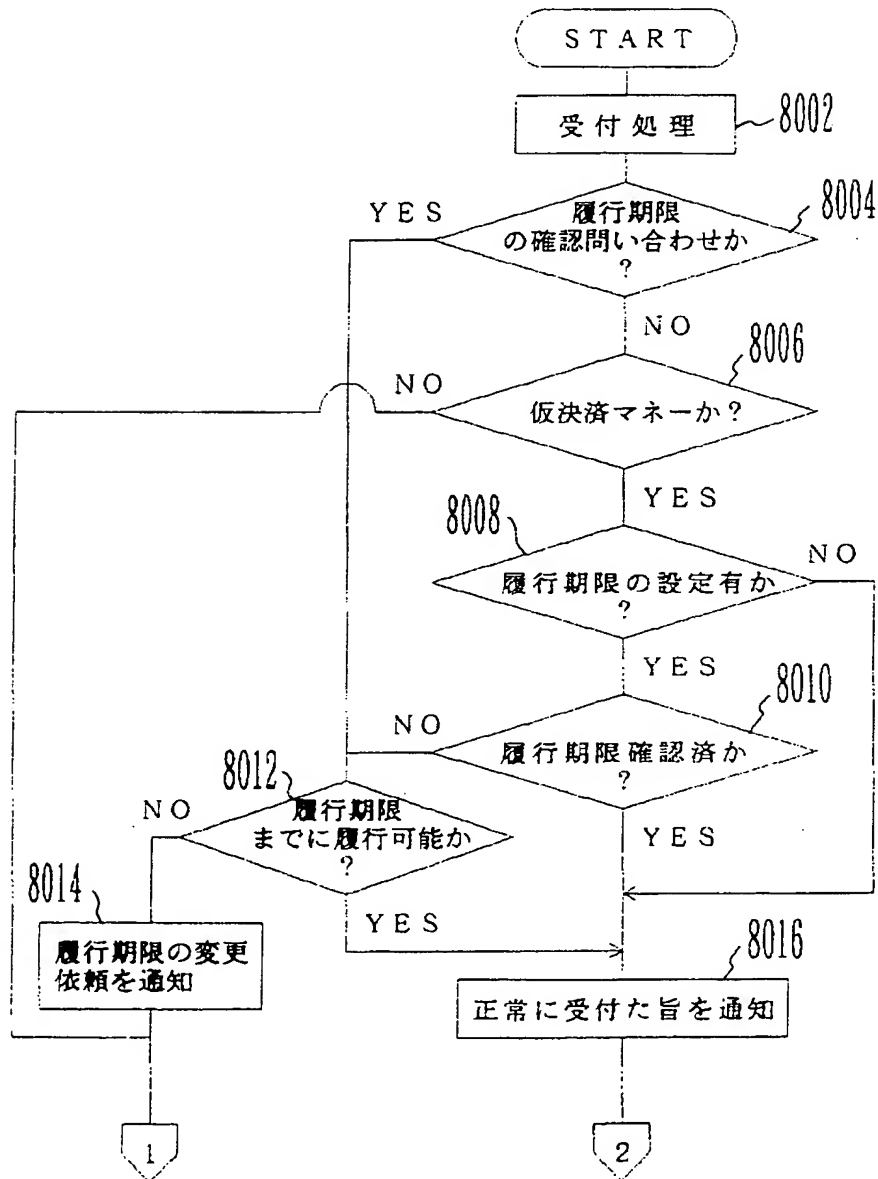 START
受付処理
8002
YES
履行期限
の確認問い合わせか
?
8004
NO
8006
NO
仮決済マネーか?
YES
8008
NO
履行期限の設定有か
?
YES
8010
NO
履行期限確認済か
?
8012
NO
履行期限
までに履行可能か
?
YES
8014
YES
8016
履行期限の変更
依頼を通知
正常に受付た旨を通知
1
2